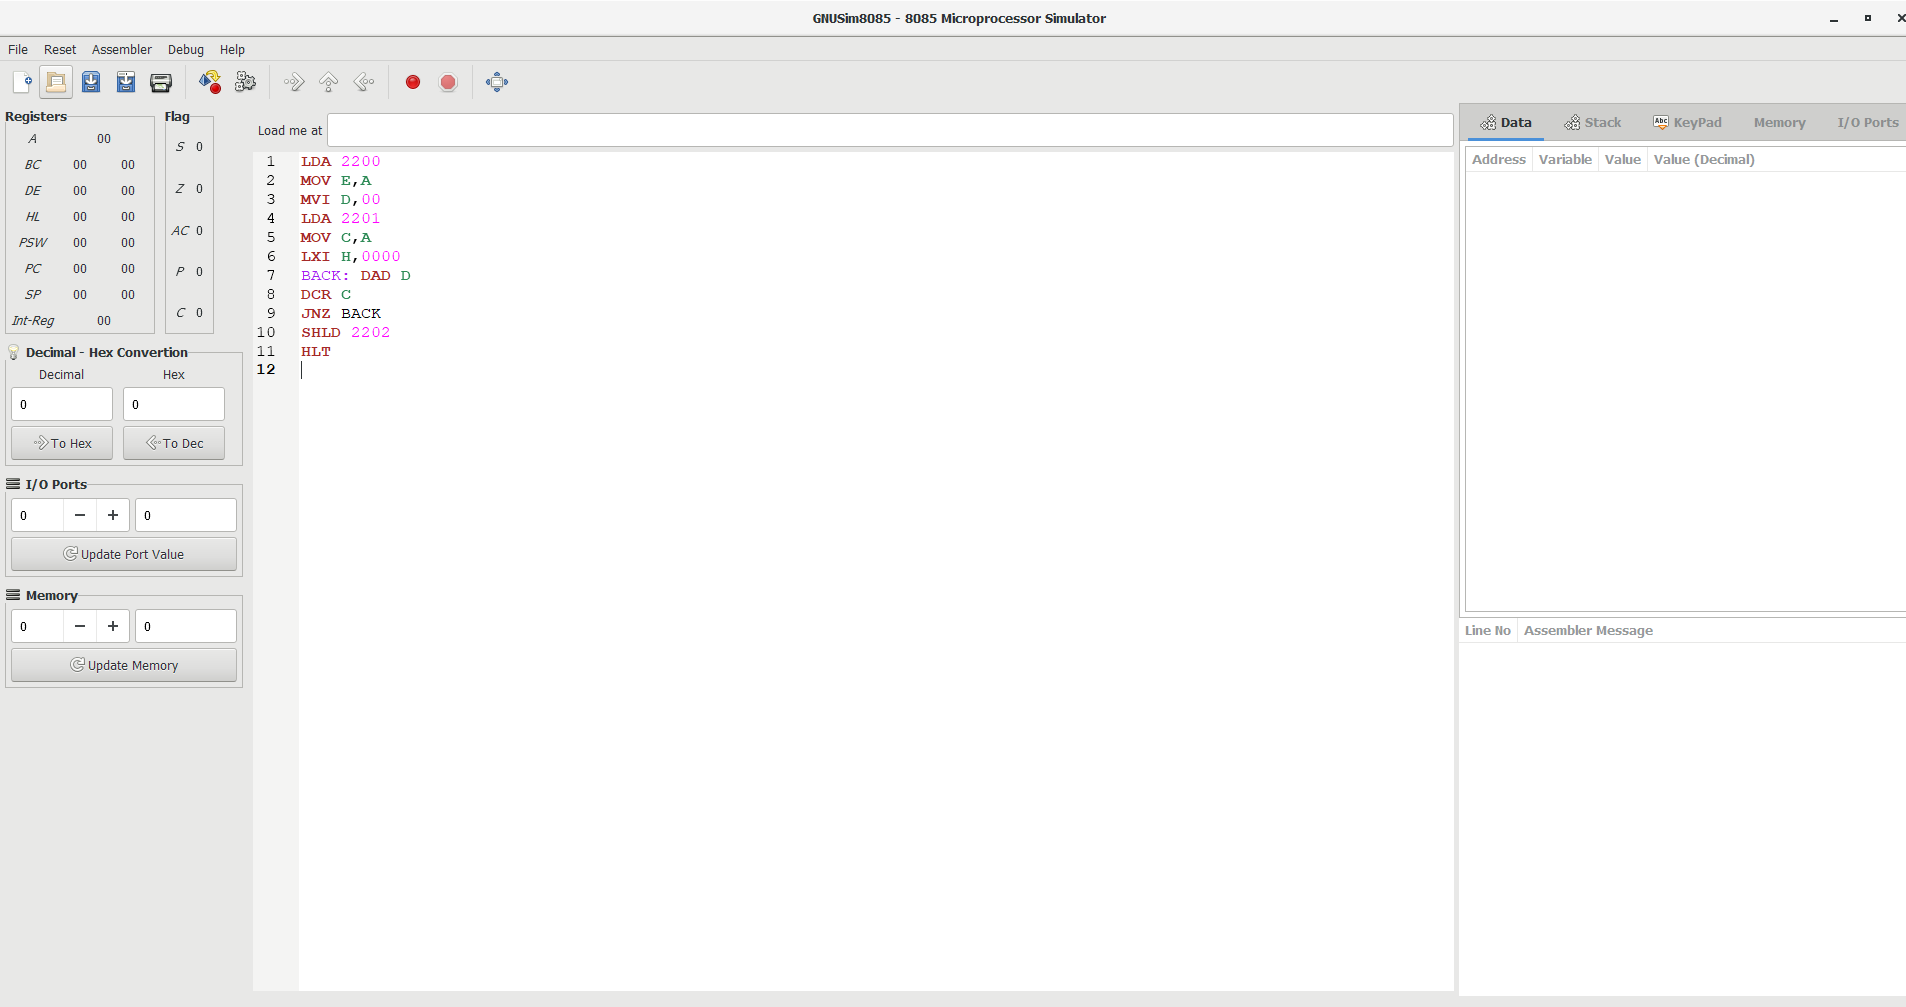 GNUSim8085 - 8085 Microprocessor Simulator
File Reset Assembler Debug Help
Registers
A 00
BC 00 00
DE 00 00
HL 00 00
PSW 00 00
PC 00 00
SP 00 00
Int-Reg 00
Flag
S 0
Z 0
AC 0
P 0
C 0
Decimal - Hex Convertion
Decimal Hex
0 0
To Hex To Dec
I/O Ports
0 − + 0
Update Port Value
Memory
0 − + 0
Update Memory
Load me at
1 LDA 2200
2 MOV E,A
3 MVI D,00
4 LDA 2201
5 MOV C,A
6 LXI H,0000
7 BACK: DAD D
8 DCR C
9 JNZ BACK
10 SHLD 2202
11 HLT
12
Data Stack Abc KeyPad Memory I/O Ports
Address Variable Value Value (Decimal)
Line No Assembler Message